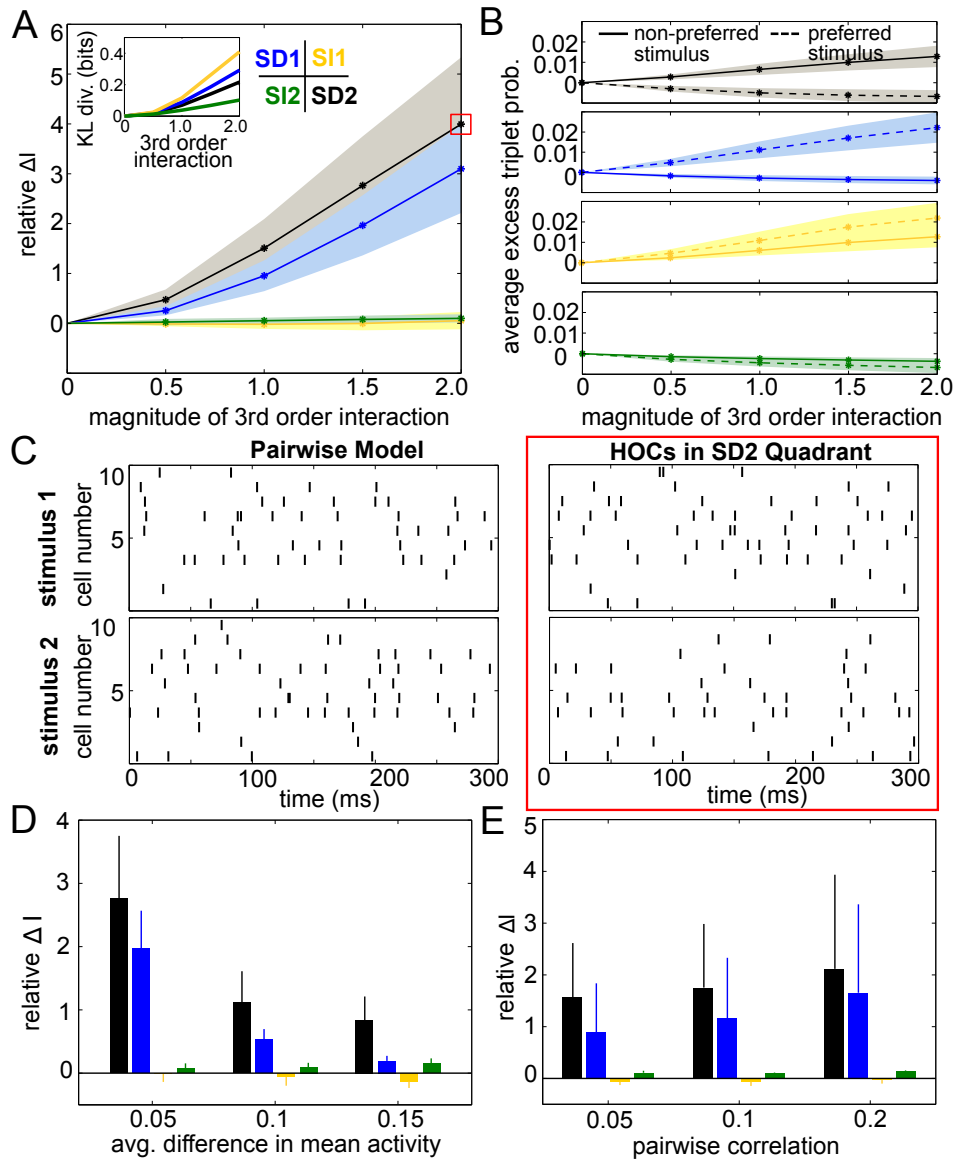 A
6
5
4
3
2
1
0
relative ΔI
0
0.5
1.0
1.5
2.0
magnitude of 3rd order interaction
KL div. (bits)
0.4
0.2
0
0
1.0
2.0
3rd order
interaction
SD1 SI1
SI2 SD2
B
non-preferred stimulus
preferred stimulus
average excess triplet prob.
0.02
0.01
0
0.02
0.01
0
0.02
0.01
0
0.02
0.01
0
0
0.5
1.0
1.5
2.0
magnitude of 3rd order interaction
C
Pairwise Model
HOCs in SD2 Quadrant
stimulus 1
cell number
10
5
stimulus 2
cell number
10
5
0
100
200
300
time (ms)
0
100
200
300
time (ms)
D
4
3
2
1
0
relative Δ I
0.05
0.1
0.15
avg. difference in mean activity
E
5
4
3
2
1
0
relative ΔI
0.05
0.1
0.2
pairwise correlation